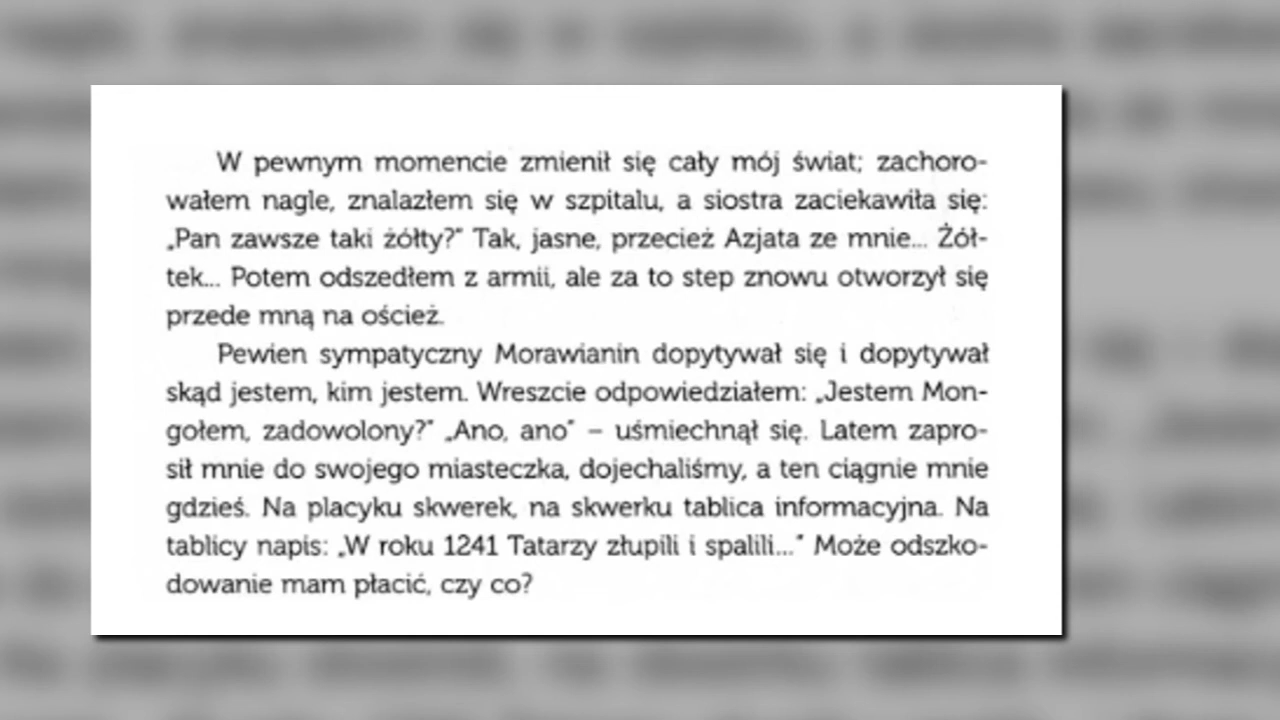 W pewnym momencie zmienił się cały mój świat; zachoro-
wałem nagle, znalazłem się w szpitalu, a siostra zaciekawiła się:
„Pan zawsze taki żółty?” Tak, jasne, przecież Azjata ze mnie... Żół-
tek... Potem odszedłem z armii, ale za to step znowu otworzył się
przede mną na oścież.
Pewien sympatyczny Morawianin dopytywał się i dopytywał
skąd jestem, kim jestem. Wreszcie odpowiedziałem: „Jestem Mon-
gołem, zadowolony?” „Ano, ano” – uśmiechnął się. Latem zapro-
sił mnie do swojego miasteczka, dojechaliśmy, a ten ciągnie mnie
gdzieś. Na placyku skwerek, na skwerku tablica informacyjna. Na
tablicy napis: „W roku 1241 Tatarzy złupili i spalili...” Może odszko-
dowanie mam płacić, czy co?